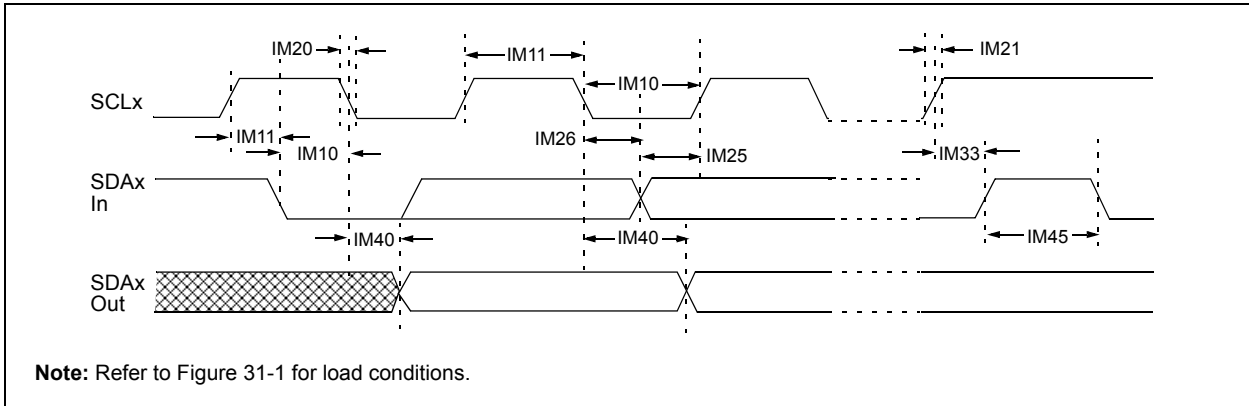 IM20
IM11
IM21
IM10
SCLx
IM11
IM26
IM10
IM25
IM33
SDAx
In
IM40
IM40
IM45
SDAx
Out
Note: Refer to Figure 31-1 for load conditions.